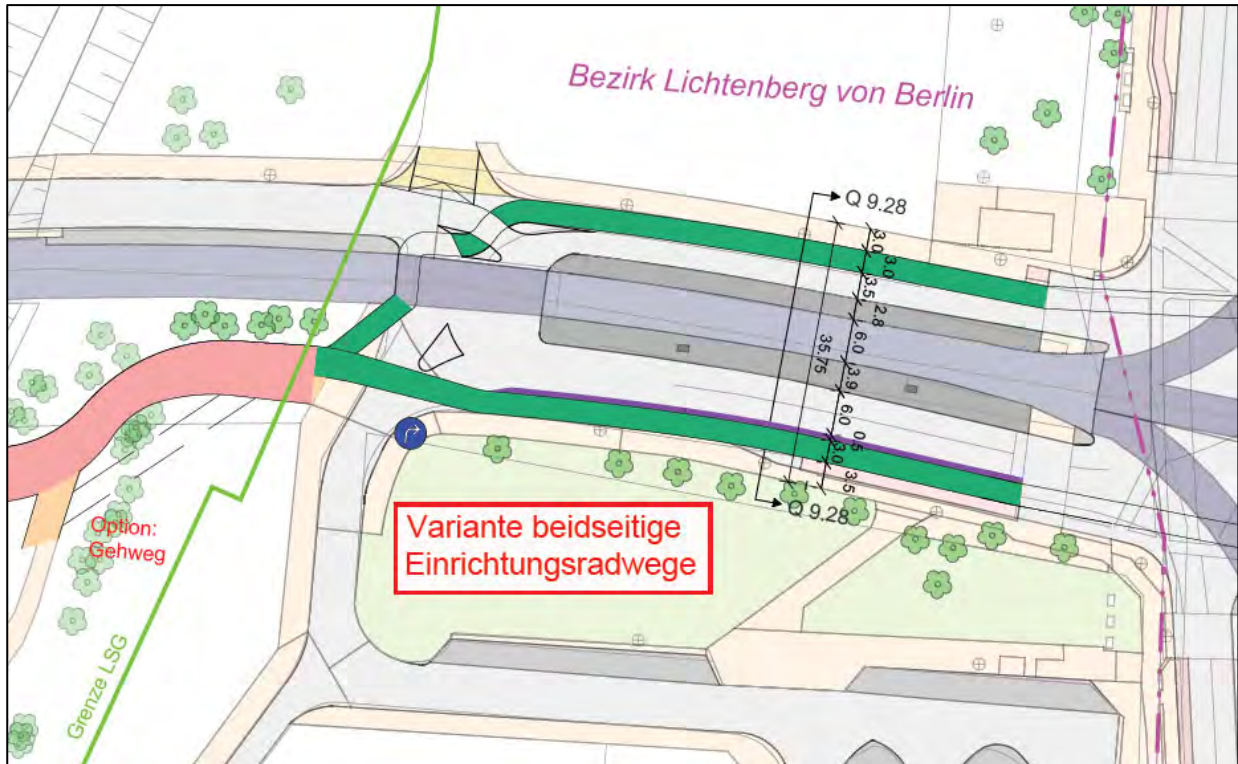 Bezirk Lichtenberg von Berlin
Q 9.28
3.0
3.0
3.5
2.8
6.0
35.75
3.9
6.0
0.5
3.0
3.5
Q 9.28
Variante beidseitige
Einrichtungsradwege
Option:
Gehweg
Grenze LSG